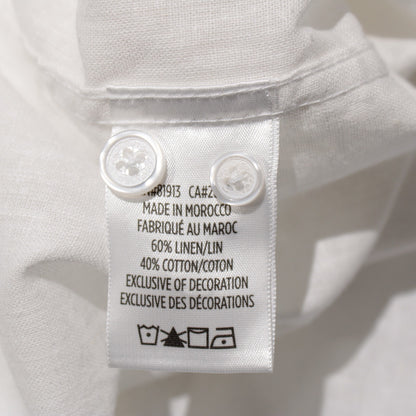 MADE IN MOROCCO
FABRIQUÉ AU MAROC
60% LINEN/LIN
40% COTTON/COTON
EXCLUSIVE OF DECORATION
EXCLUSIVE DES DÉCORATIONS